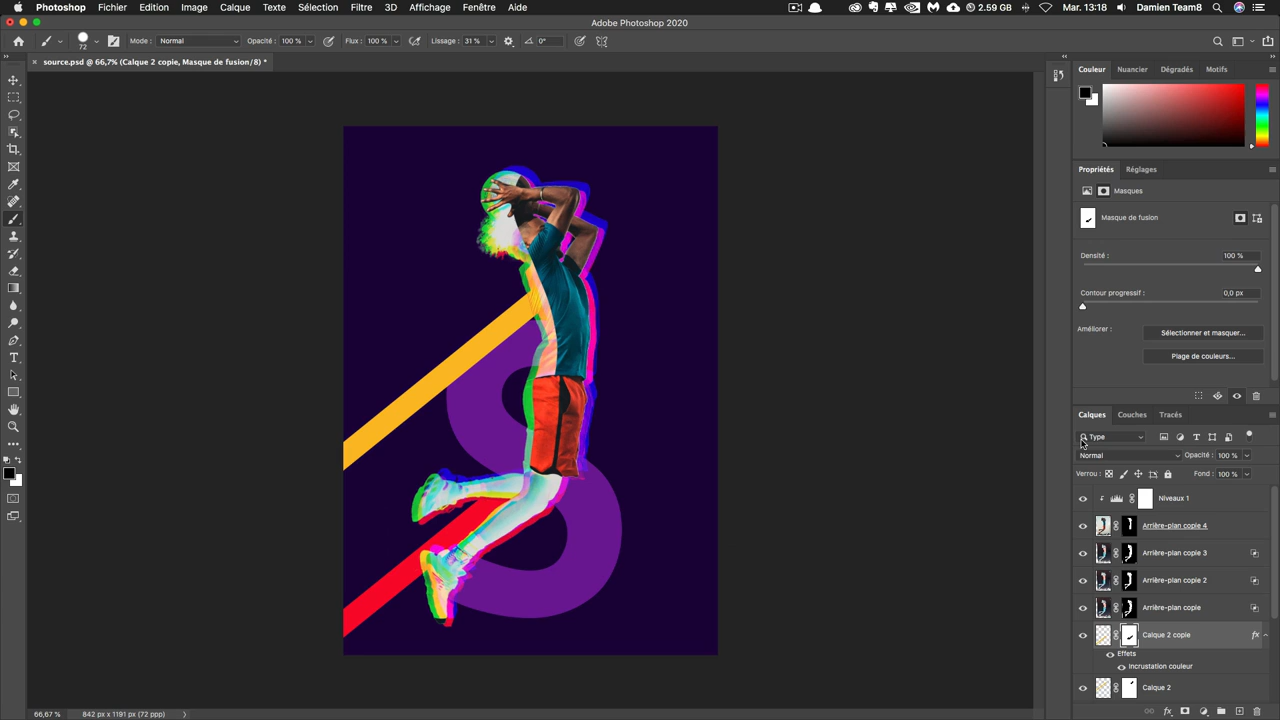 Photoshop Fichier Edition Image Calque Texte Sélection Filtre 3D Affichage Fenêtre Aide 2.59 GB Mar. 13:18 Damien Team8
Adobe Photoshop 2020
72 Mode : Normal Opacité : 100 % Flux : 100 % Lissage : 31 % 0°
source.psd @ 66,7% (Calque 2 copie, Masque de fusion/8) *
Couleur Nuancier Dégradés Motifs
Propriétés Réglages
Masques
Masque de fusion
Densité : 100 %
Contour progressif : 0,0 px
Améliorer : Sélectionner et masquer...
Plage de couleurs...
Calques Couches Tracés
Type
Normal Opacité : 100 %
Verrou : Fond : 100 %
Niveaux 1
Arrière-plan copie 4
Arrière-plan copie 3
Arrière-plan copie 2
Arrière-plan copie
Calque 2 copie fx
Effets
Incrustation couleur
Calque 2
66,67 % 842 px x 1191 px (72 ppp)
8